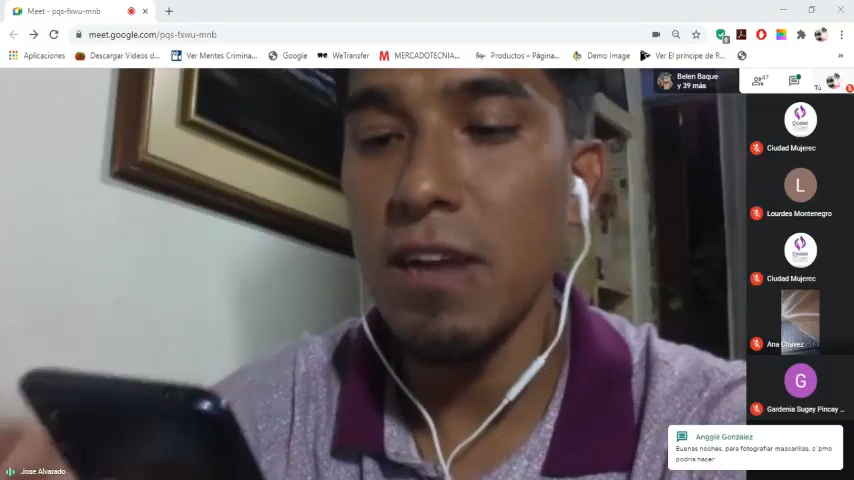 Meet - pqs-fxwu-mnb
meet.google.com/pqs-fxwu-mnb
Aplicaciones
Descargar Videos d...
Ver Mentes Crimina...
Google
WeTransfer
MERCADOTECNIA...
Productos – Página...
Demo Image
Ver El príncipe de R...
»
Belen Baque
y 39 más
47
Tú
Ciudad Mujerec
L
Lourdes Montenegro
Ciudad Mujerec
Ana Chavez
G
Gardenia Sugey Pincay ...
Anggie Gonzalez
Buenas noches, para fotografiar mascarillas, c`pmo
podria hacer
Jose Alvarado